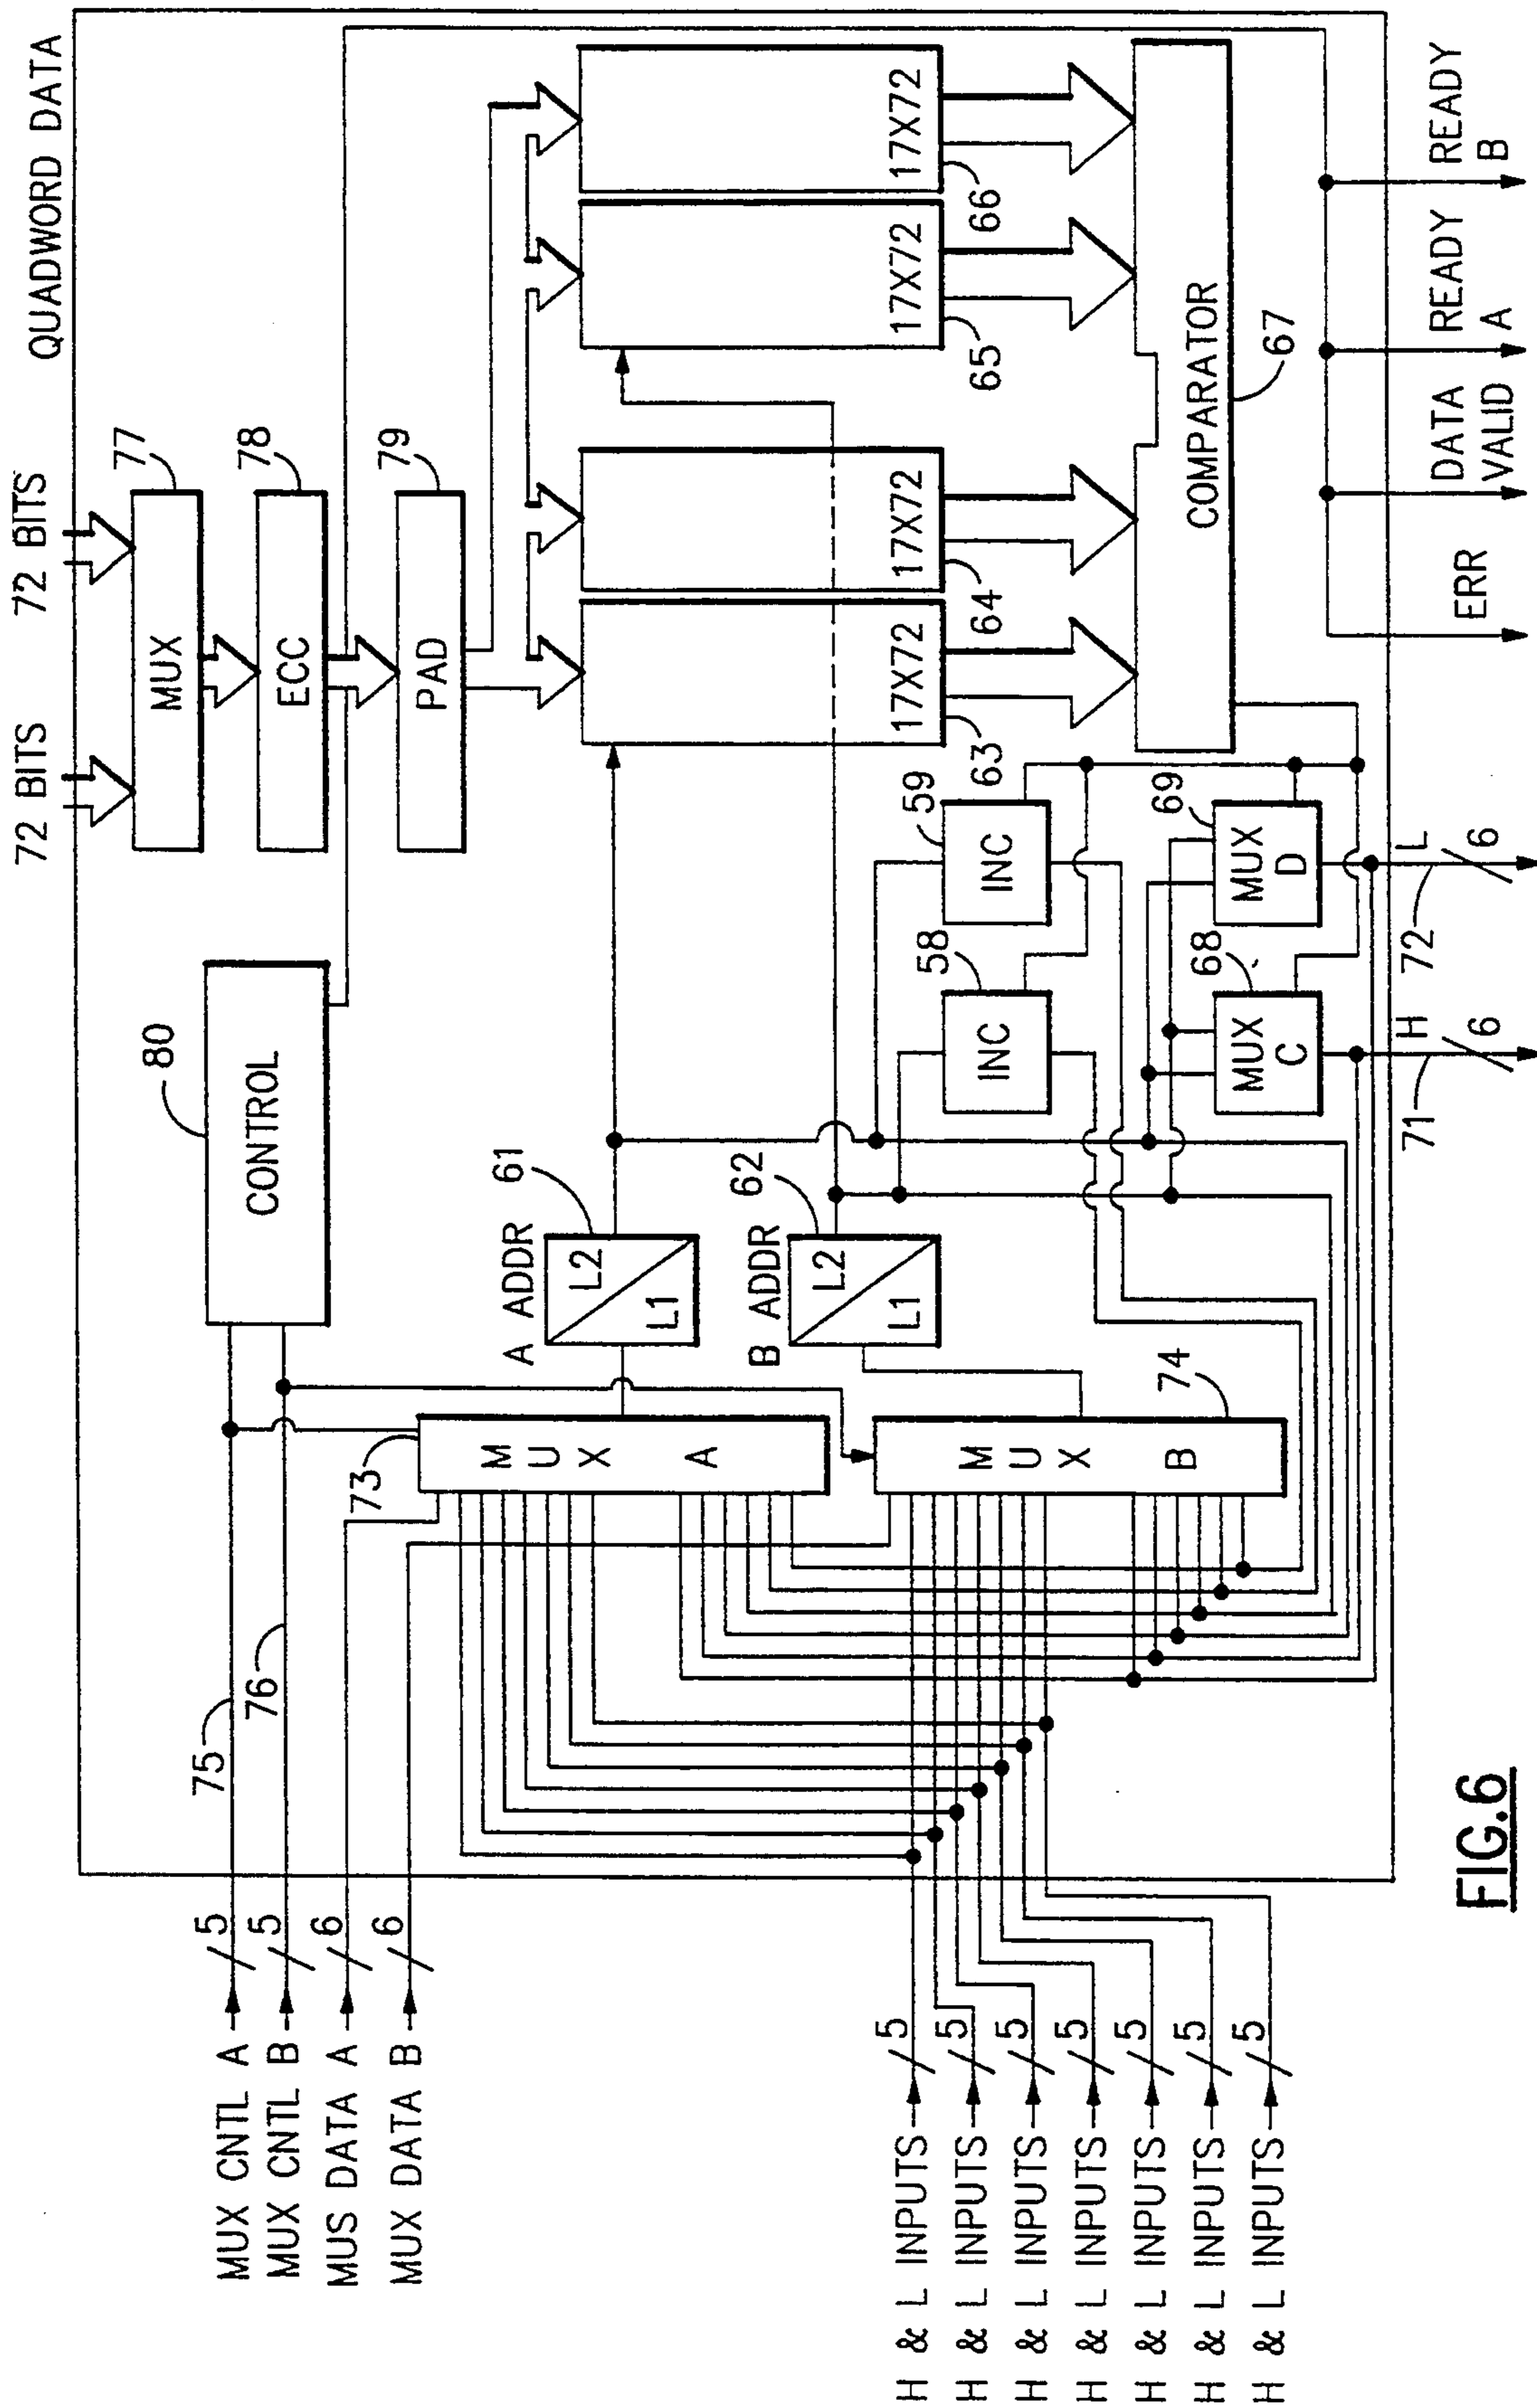 QUADWORD DATA
72 BITS
72 BITS
MUX
77
ECC
78
PAD
79
CONTROL
80
MUX CNTL A
5
75
MUX CNTL B
5
76
MUS DATA A
6
MUX DATA B
6
73
MUX A
A ADDR
L2
L1
61
B ADDR
L2
L1
62
MUX B
74
17X72
63
17X72
64
17X72
65
17X72
66
COMPARATOR
67
INC
58
INC
59
MUX C
68
MUX D
69
H & L INPUTS
5
H & L INPUTS
5
H & L INPUTS
5
H & L INPUTS
5
H & L INPUTS
5
H & L INPUTS
5
H & L INPUTS
5
71
H
6
72
L
6
ERR
DATA
VALID
READY
A
READY
B
FIG.6